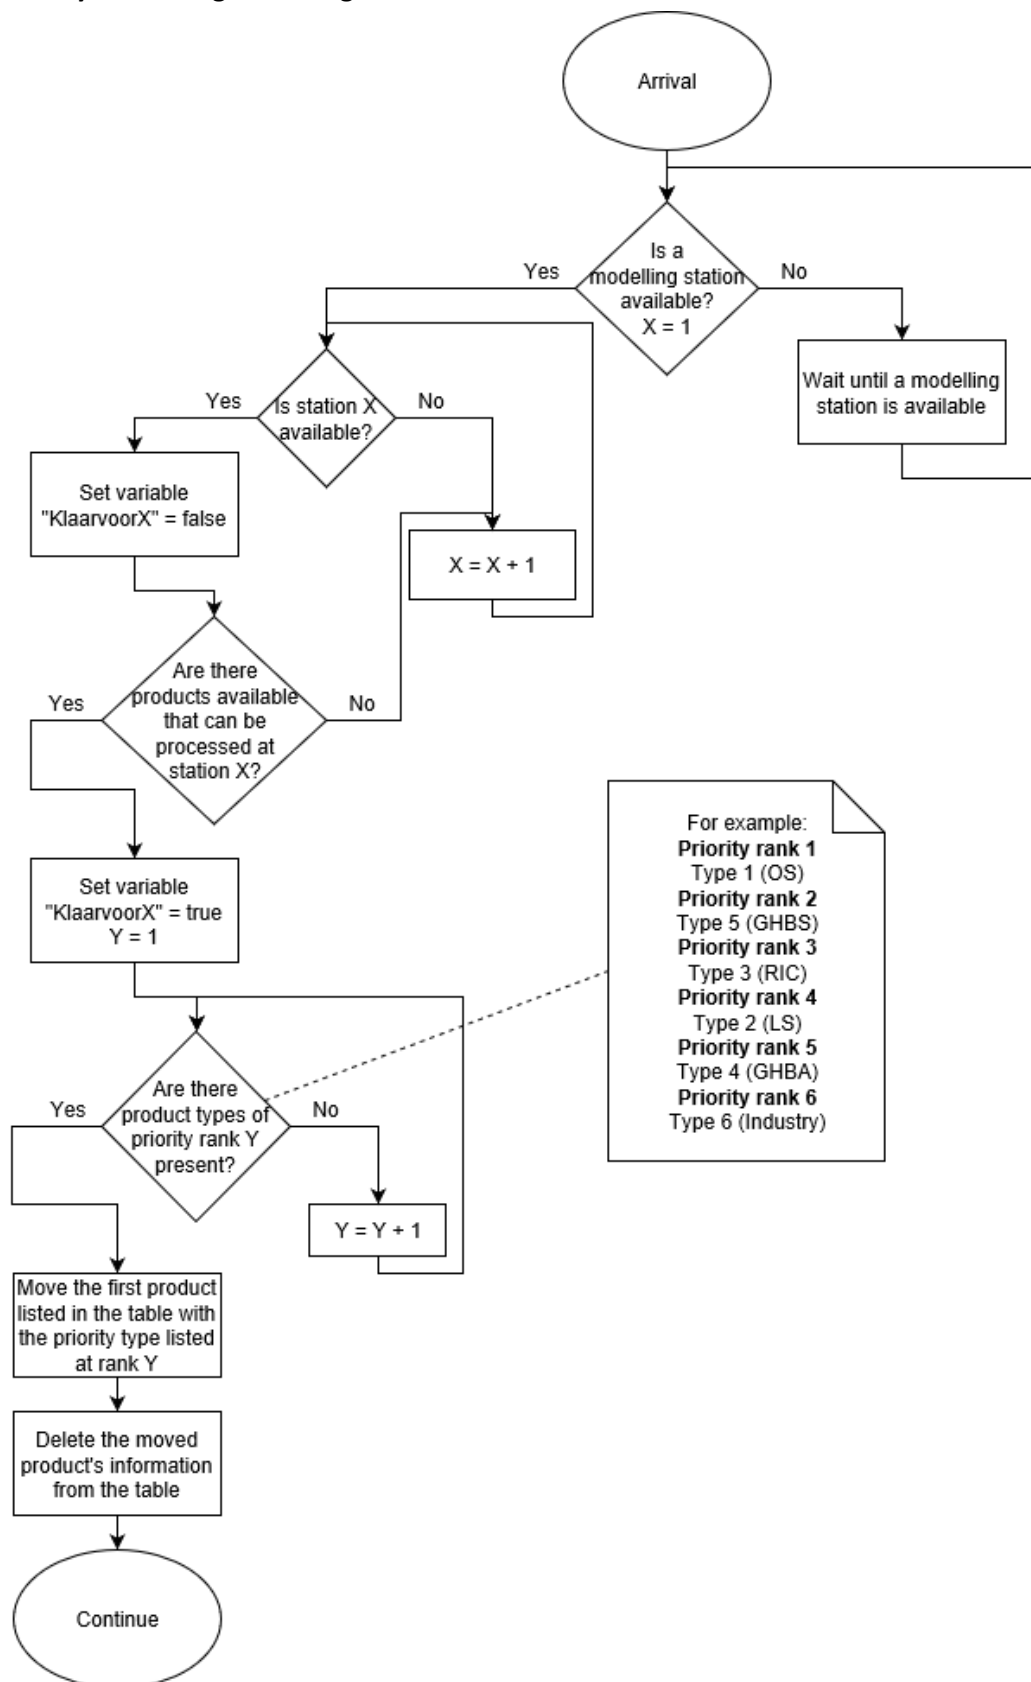 Arrival
Is a
modelling station
available?
X = 1
Yes
No
Wait until a modelling
station is available
Is station X
available?
Yes
No
Set variable
"KlaarvoorX" = false
X = X + 1
Are there
products available
that can be
processed at
station X?
Yes
No
Set variable
"KlaarvoorX" = true
Y = 1
For example:
Priority rank 1
Type 1 (OS)
Priority rank 2
Type 5 (GHBS)
Priority rank 3
Type 3 (RIC)
Priority rank 4
Type 2 (LS)
Priority rank 5
Type 4 (GHBA)
Priority rank 6
Type 6 (Industry)
Are there
product types of
priority rank Y
present?
Yes
No
Y = Y + 1
Move the first product
listed in the table with
the priority type listed
at rank Y
Delete the moved
product's information
from the table
Continue